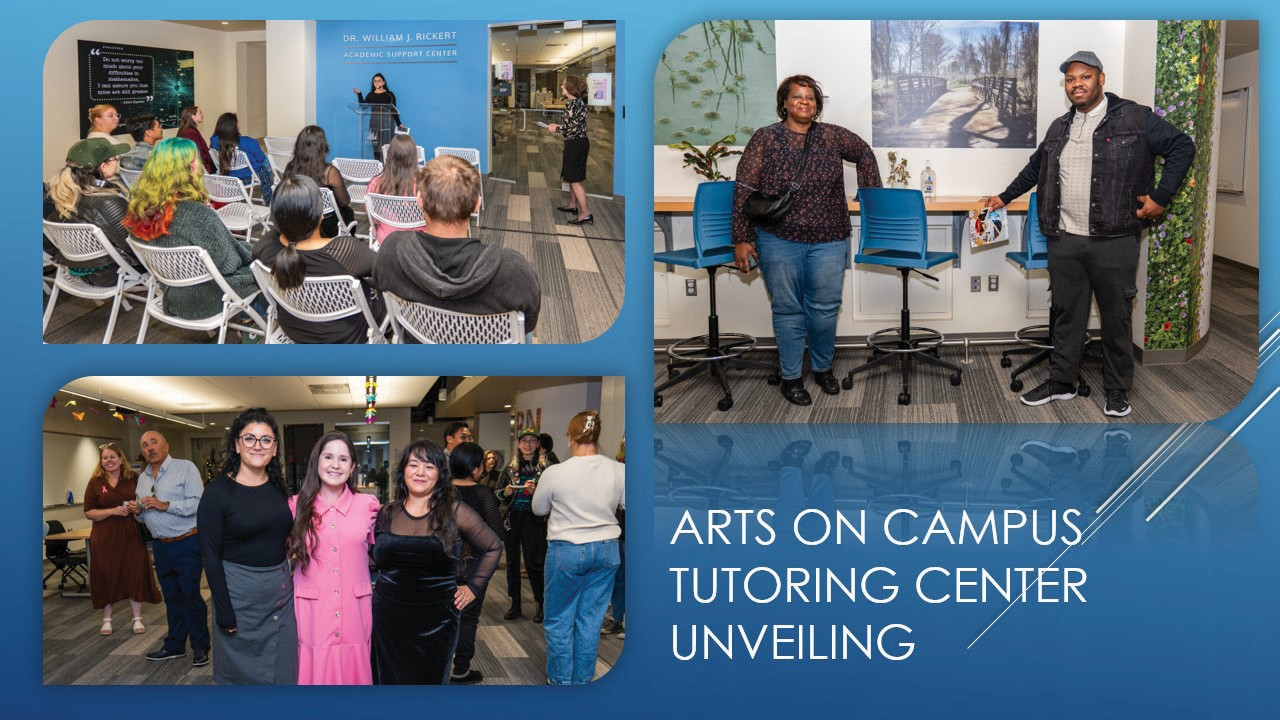 DR. WILLIAM J. RICKERT
ACADEMIC SUPPORT CENTER
“
Do not worry too
much about your
difficulties in
mathematics,
I can assure you that
mine are still greater.
”
ARTS ON CAMPUS
TUTORING CENTER
UNVEILING